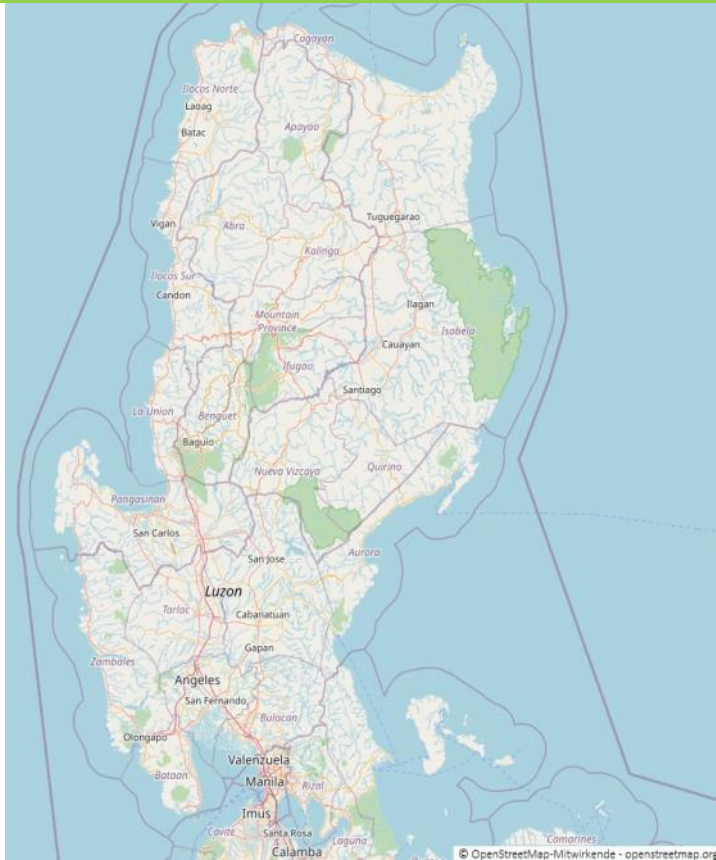 Cagayan
Ilocos Norte
Laoag
Batac
Apayao
Tuguegarao
Vigan
Abra
Kalinga
Ilocos Sur
Candon
Ilagan
Mountain
Province
Isabela
Cauayan
Ifugao
Santiago
La Union
Benguet
Baguio
Nueva Vizcaya
Quirino
Pangasinan
San Carlos
Aurora
San Jose
Luzon
Tarlac
Cabanatuan
Gapan
Zambales
Angeles
San Fernando
Bulacan
Olongapo
Valenzuela
Bataan
Manila
Rizal
Imus
Cavite
Santa Rosa
Laguna
Camarines
Calamba
© OpenStreetMap-Mitwirkende - openstreetmap.org